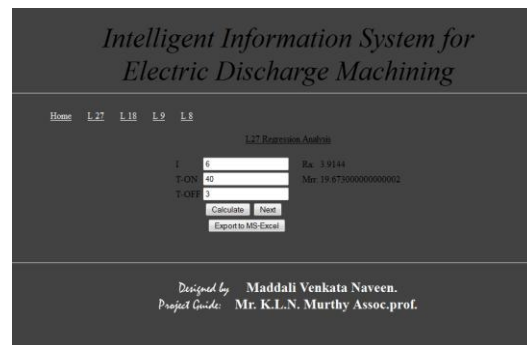 Intelligent Information System for
Electric Discharge Machining
Home L 27 L 18 L 9 L 8
L27 Regression Analysis
I 6 Ra: 3.9144
T-ON 40 Mrr: 19.673000000000002
T-OFF 3
Calculate Next
Export to MS-Excel
Designed by Maddali Venkata Naveen.
Project Guide: Mr. K.L.N. Murthy Assoc.prof.